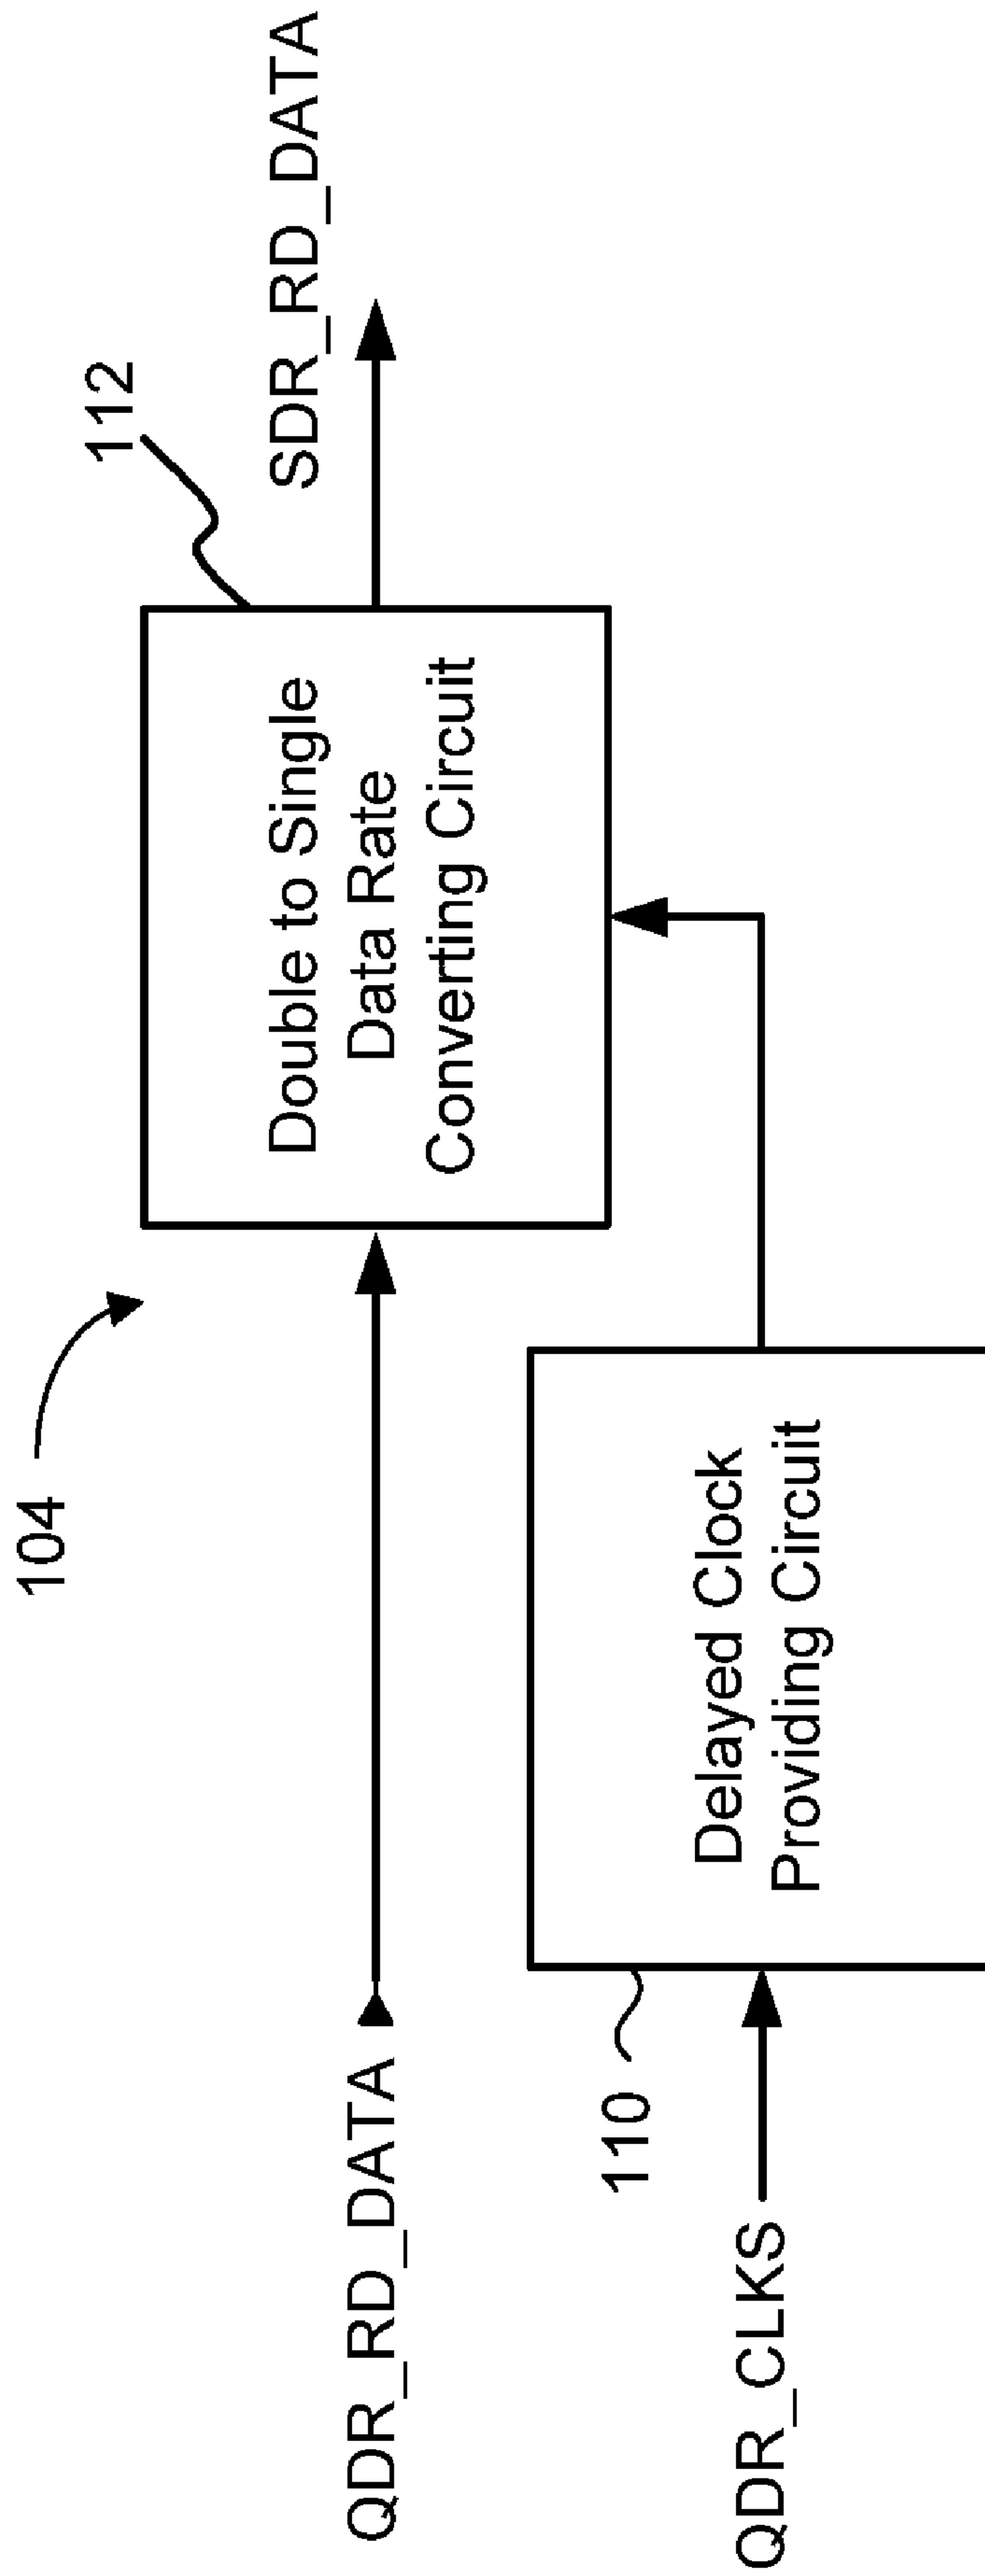 104
112
QDR_RD_DATA
Double to Single
Data Rate
Converting Circuit
SDR_RD_DATA
110
QDR_CLKS
Delayed Clock
Providing Circuit